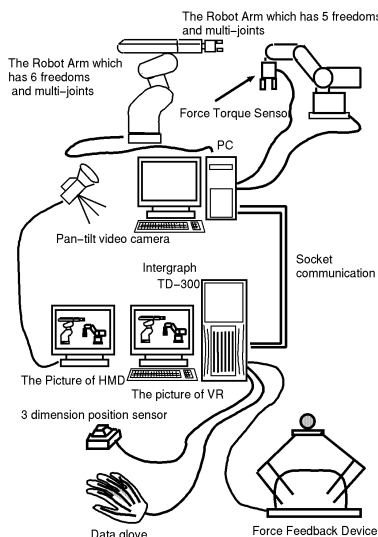 The Robot Arm which has 5 freedoms
and multi-joints
The Robot Arm which
has 6 freedoms
and multi-joints
Force Torque Sensor
PC
Pan-tilt video camera
Socket
communication
Intergraph
TD-300
The Picture of HMD
The picture of VR
3 dimension position sensor
Data glove
Force Feedback Device